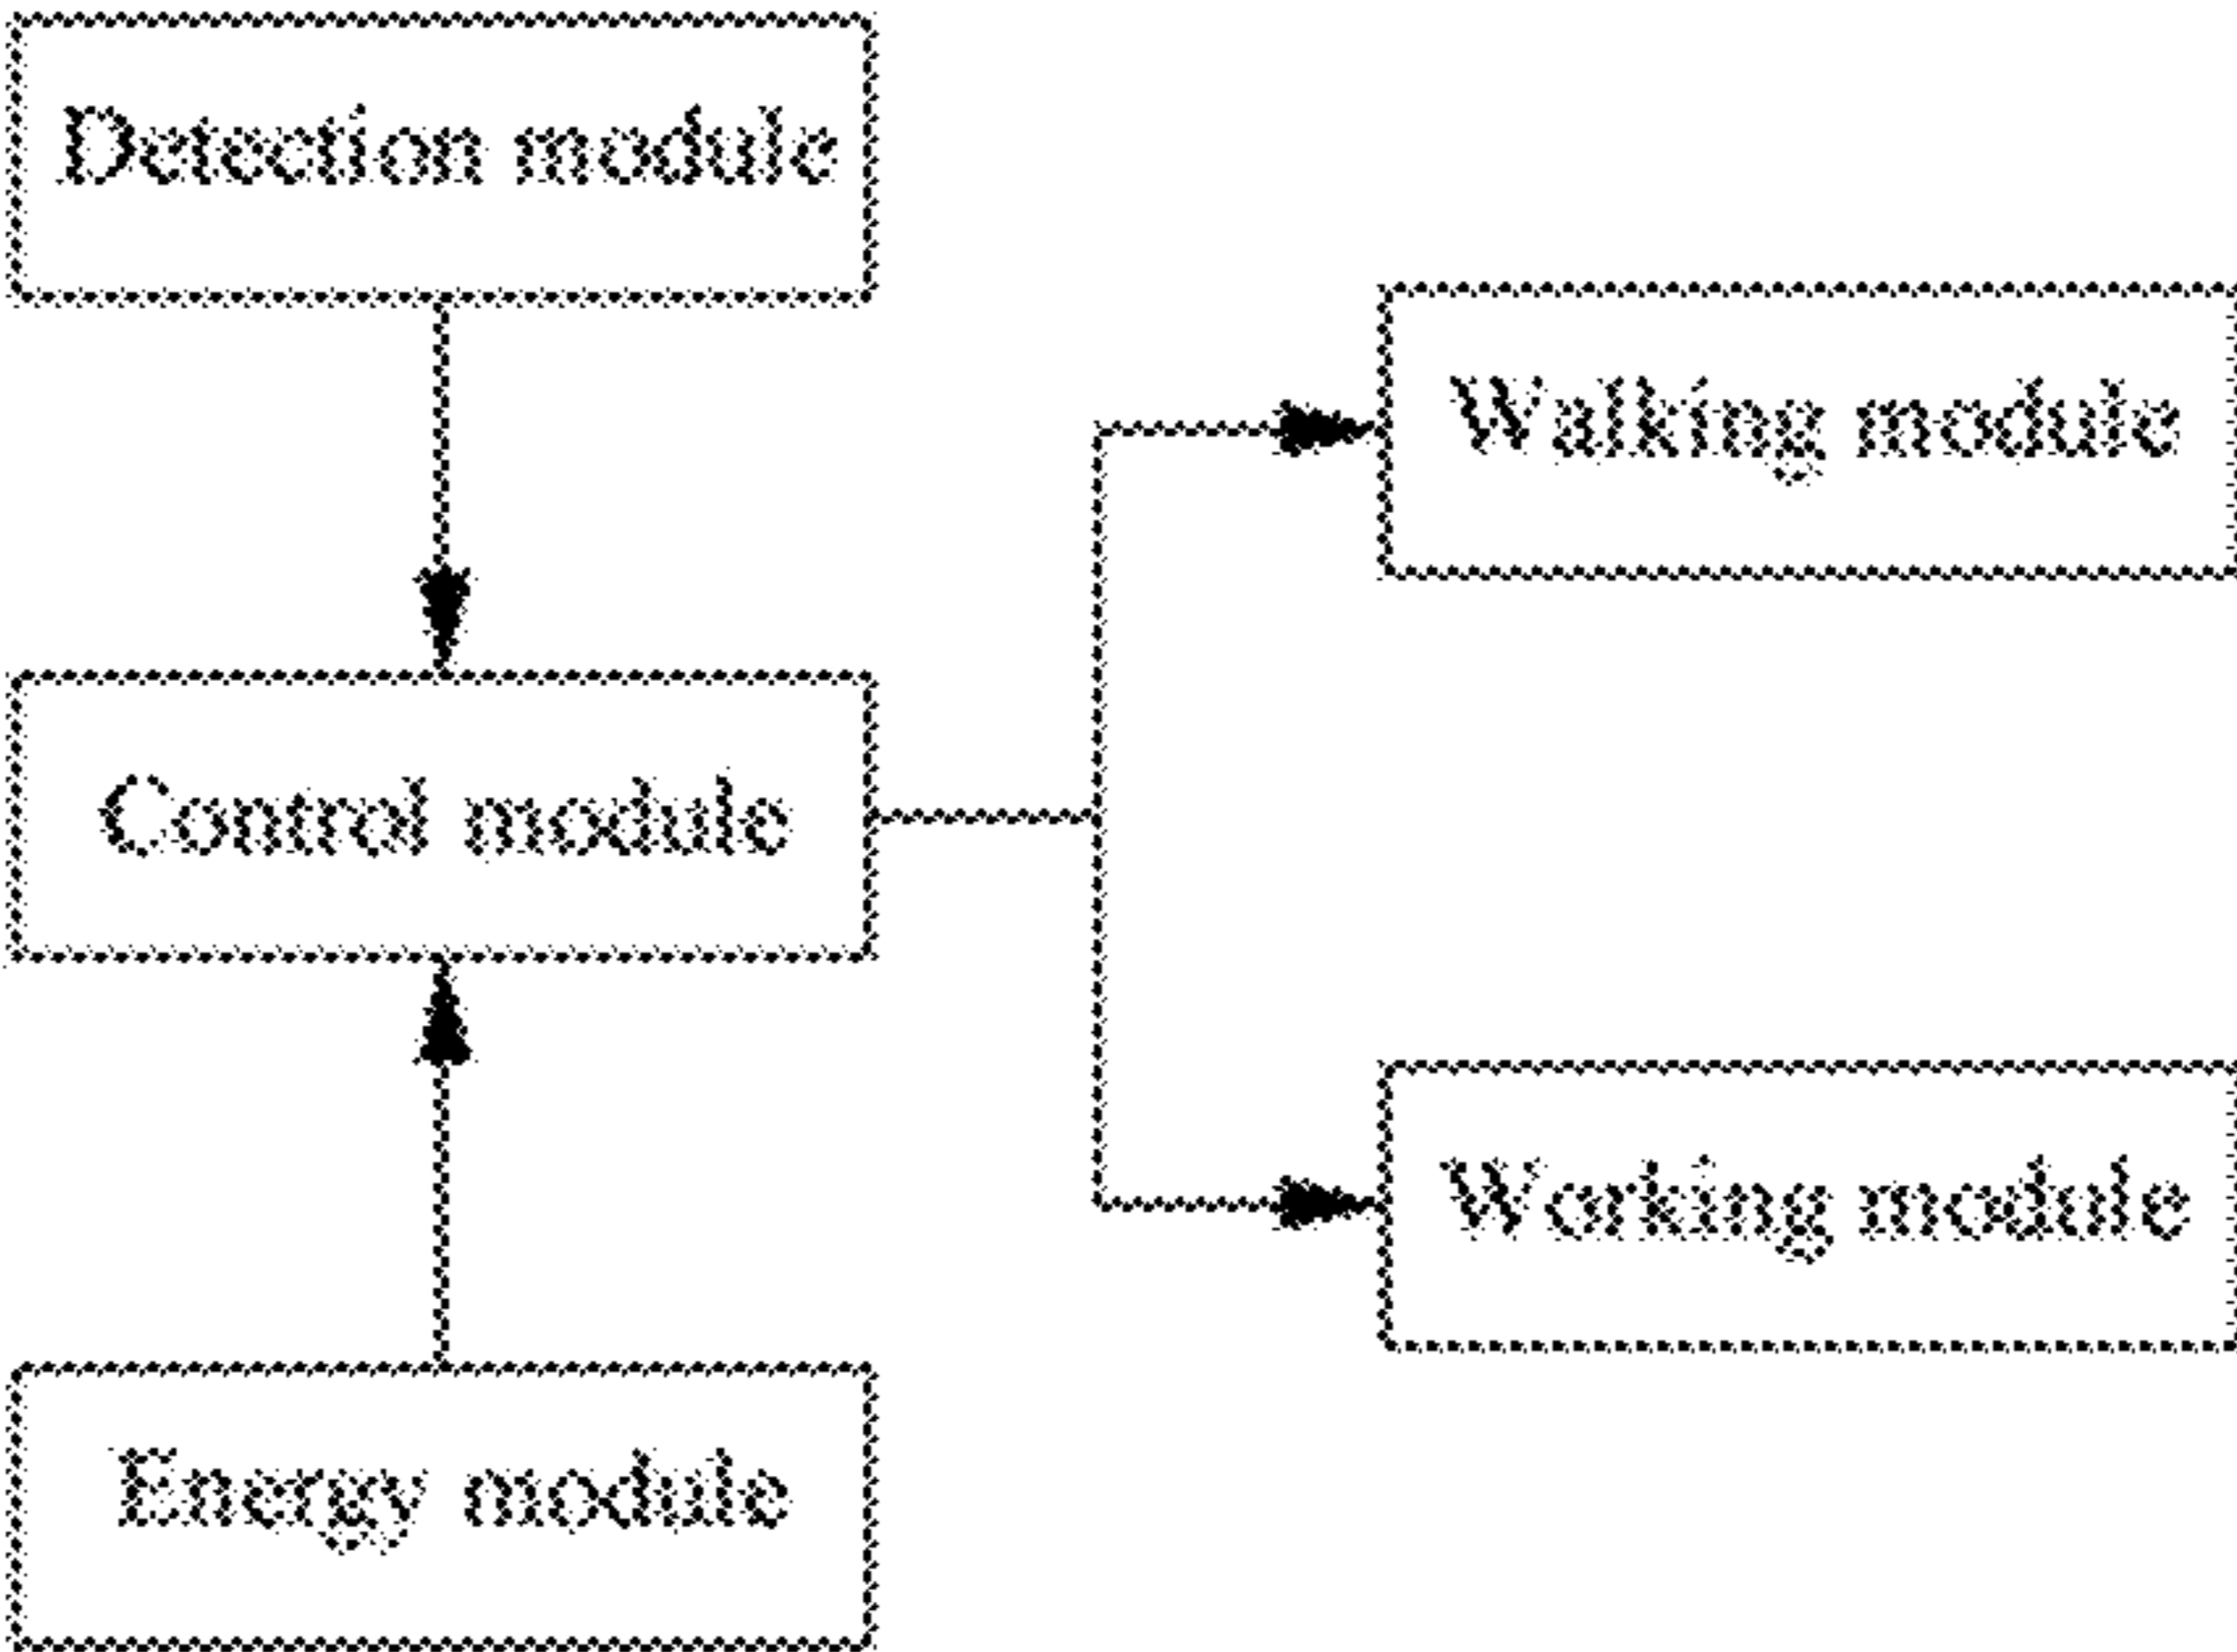 Detection module
Walking module
Control module
Working module
Energy module